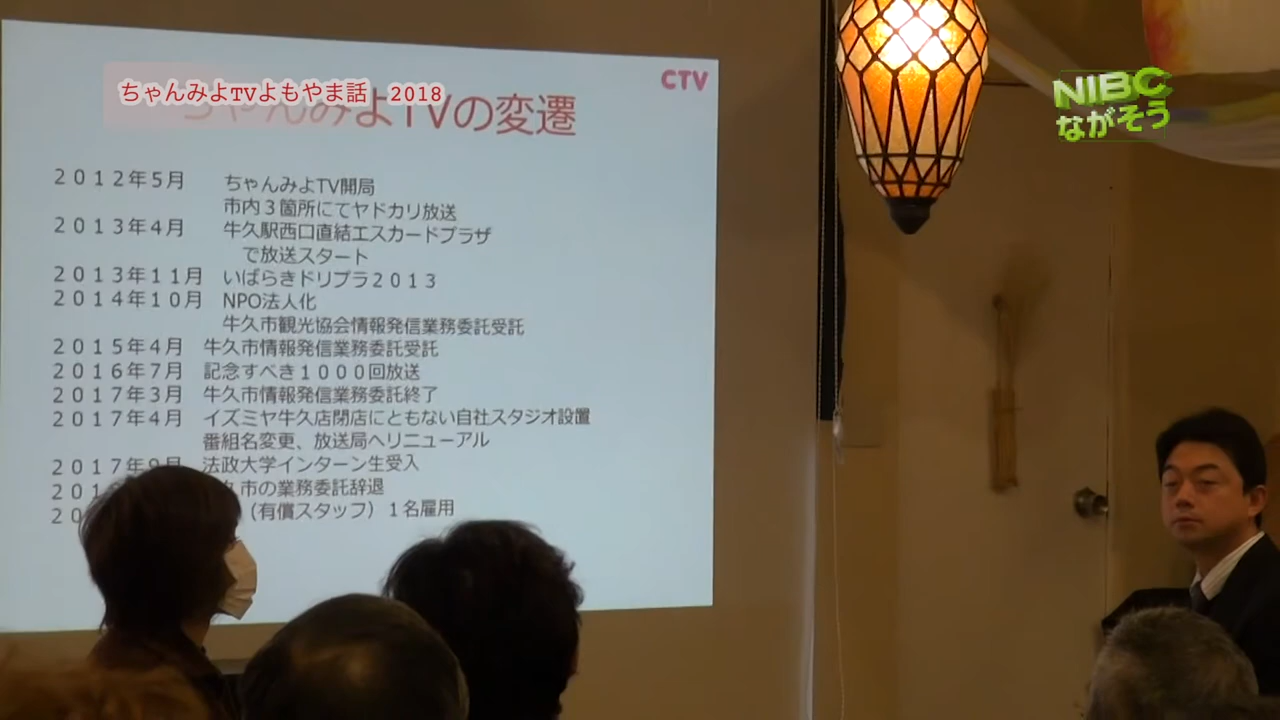 CTV
ちゃんみよTVよもやま話 2018
ちゃんみよTVの変遷
NIBC
ながそう
2012年5月 ちゃんみよTV開局
市内3箇所にてヤドカリ放送
2013年4月 牛久駅西口直結エスカードプラザ
で放送スタート
2013年11月 いばらきドリプラ2013
2014年10月 NPO法人化
牛久市観光協会情報発信業務委託受託
2015年4月 牛久市情報発信業務委託受託
2016年7月 記念すべき1000回放送
2017年3月 牛久市情報発信業務委託終了
2017年4月 イズミヤ牛久店閉店にともない自社スタジオ設置
番組名変更、放送局へリニューアル
2017年9月 法政大学インターン生受入
201 久市の業務委託辞退
20 （有償スタッフ）1名雇用